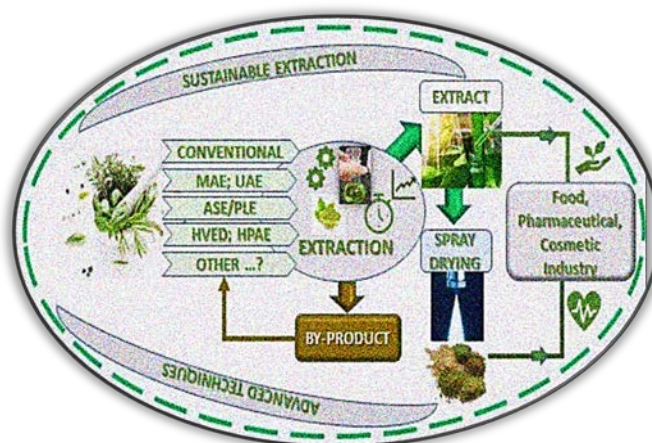 SUSTAINABLE EXTRACTION
EXTRACT
CONVENTIONAL
MAE; UAE
ASE/PLE
HVED; HPAE
OTHER ...?
EXTRACTION
SPRAY
DRYING
Food,
Pharmaceutical,
Cosmetic
Industry
BY-PRODUCT
ADVANCED TECHNIQUES